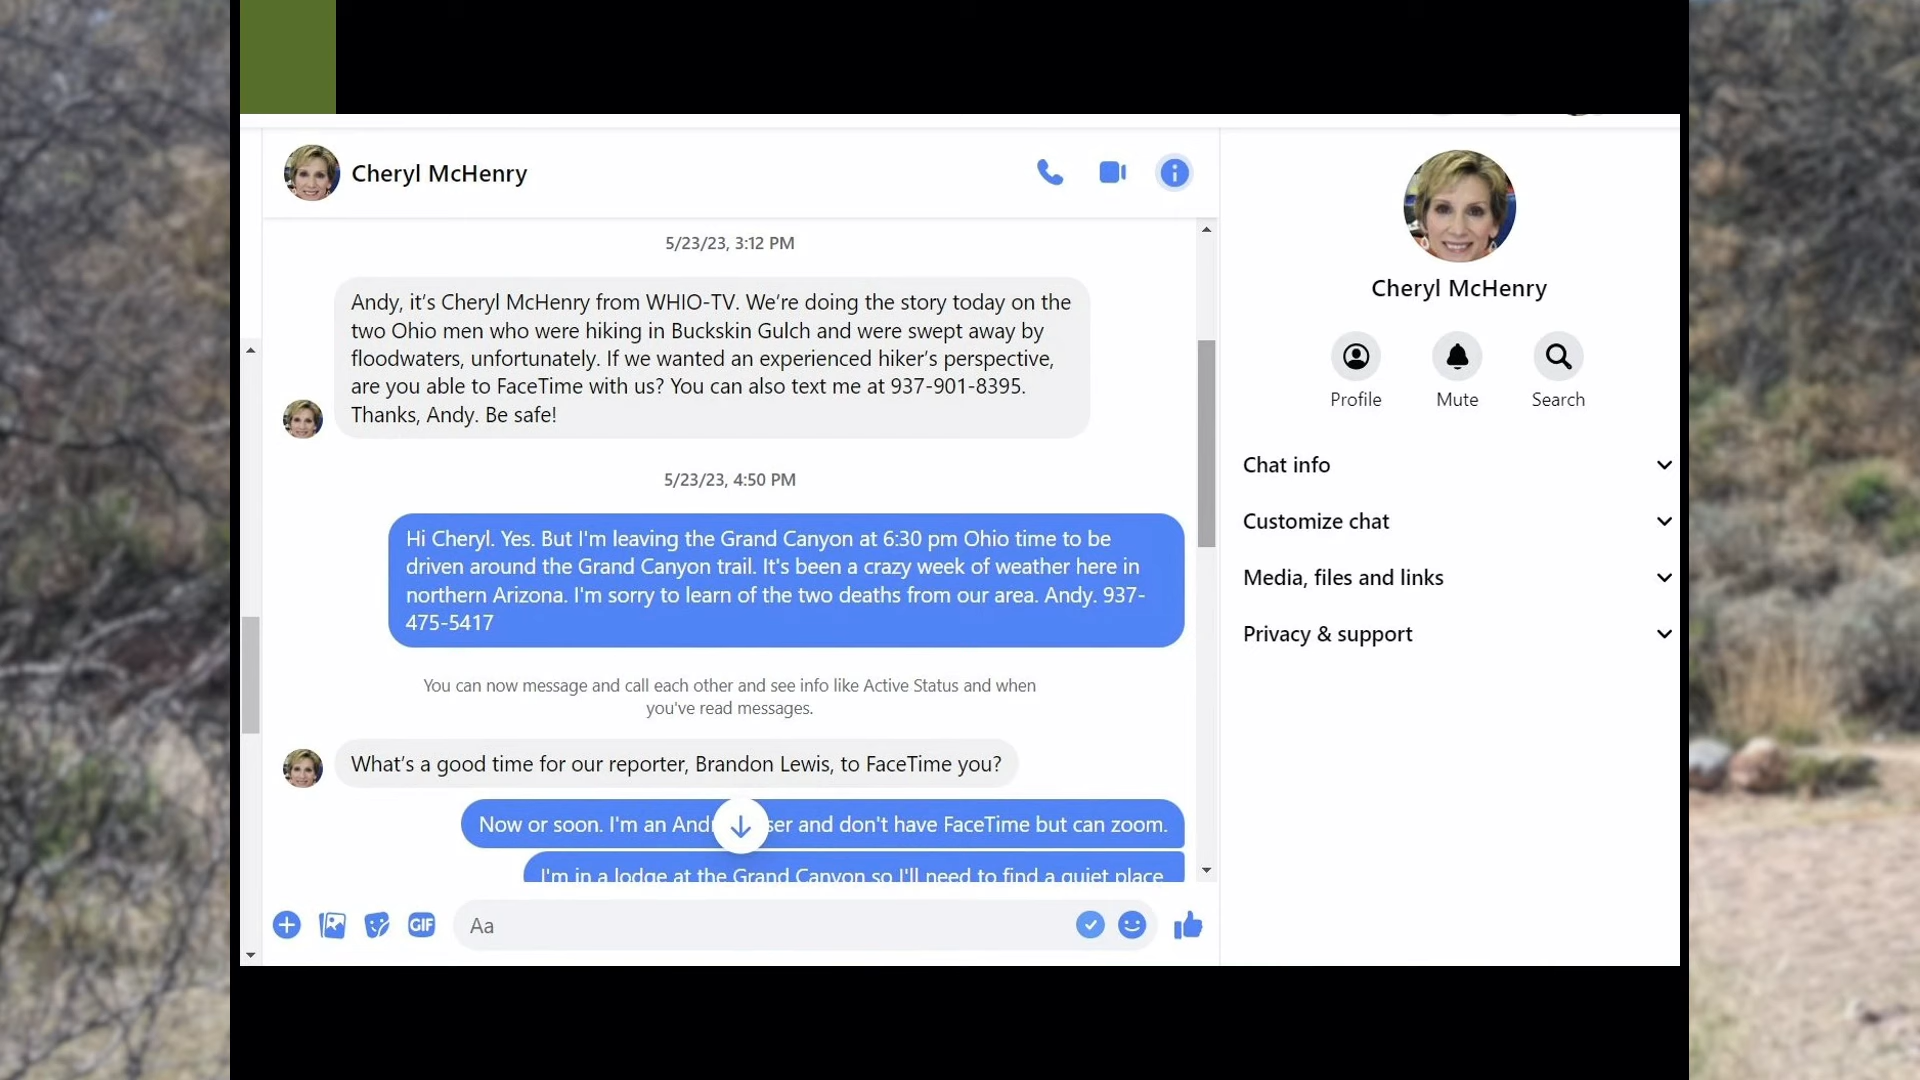 Cheryl McHenry
5/23/23, 3:12 PM
Andy, it’s Cheryl McHenry from WHIO-TV. We’re doing the story today on the
two Ohio men who were hiking in Buckskin Gulch and were swept away by
floodwaters, unfortunately. If we wanted an experienced hiker’s perspective,
are you able to FaceTime with us? You can also text me at 937-901-8395.
Thanks, Andy. Be safe!
5/23/23, 4:50 PM
Hi Cheryl. Yes. But I'm leaving the Grand Canyon at 6:30 pm Ohio time to be
driven around the Grand Canyon trail. It's been a crazy week of weather here in
northern Arizona. I'm sorry to learn of the two deaths from our area. Andy. 937-
475-5417
You can now message and call each other and see info like Active Status and when
you've read messages.
What’s a good time for our reporter, Brandon Lewis, to FaceTime you?
Now or soon. I'm an And ser and don't have FaceTime but can zoom.
I'm in a lodge at the Grand Canyon so I'll need to find a quiet place
GIF
Aa
Cheryl McHenry
Profile
Mute
Search
Chat info
Customize chat
Media, files and links
Privacy & support